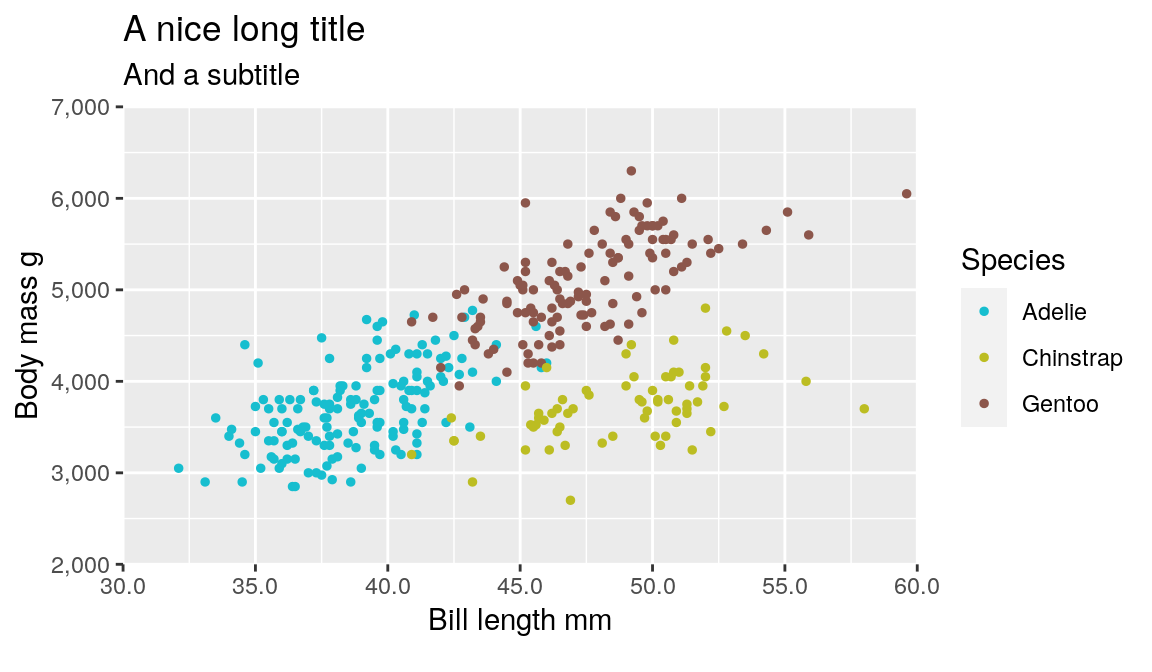 A nice long title
And a subtitle
7,000
6,000
5,000
4,000
3,000
2,000
Body mass g
30.0 35.0 40.0 45.0 50.0 55.0 60.0
Bill length mm
Species
Adelie
Chinstrap
Gentoo